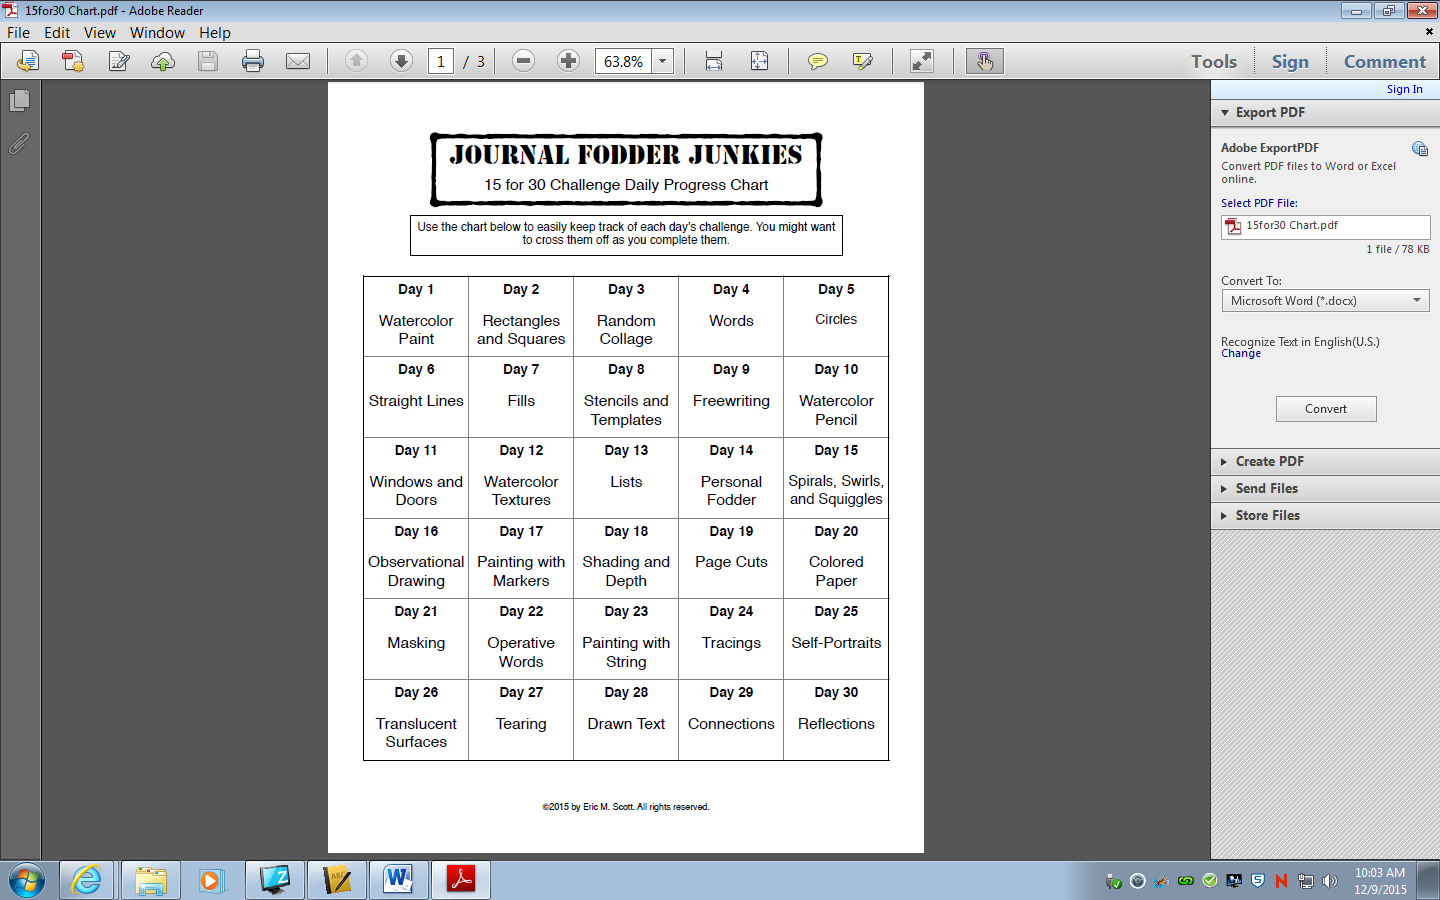 15for30 Chart.pdf - Adobe Reader
File Edit View Window Help
1 / 3 63.8% Tools Sign Comment
Sign In
Export PDF
Adobe ExportPDF
Convert PDF files to Word or Excel
online.
Select PDF File:
15for30 Chart.pdf
1 file / 78 KB
Convert To:
Microsoft Word (*.docx)
Recognize Text in English(U.S.)
Change
Convert
Create PDF
Send Files
Store Files
JOURNAL FODDER JUNKIES
15 for 30 Challenge Daily Progress Chart
Use the chart below to easily keep track of each day's challenge. You might want
to cross them off as you complete them.
Day 1 Day 2 Day 3 Day 4 Day 5
Watercolor Rectangles Random Words Circles
Paint and Squares Collage
Day 6 Day 7 Day 8 Day 9 Day 10
Straight Lines Fills Stencils and Freewriting Watercolor
Templates Pencil
Day 11 Day 12 Day 13 Day 14 Day 15
Windows and Watercolor Lists Personal Spirals, Swirls,
Doors Textures Fodder and Squiggles
Day 16 Day 17 Day 18 Day 19 Day 20
Observational Painting with Shading and Page Cuts Colored
Drawing Markers Depth Paper
Day 21 Day 22 Day 23 Day 24 Day 25
Masking Operative Painting with Tracings Self-Portraits
Words String
Day 26 Day 27 Day 28 Day 29 Day 30
Translucent Tearing Drawn Text Connections Reflections
Surfaces
©2015 by Eric M. Scott. All rights reserved.
10:03 AM
12/9/2015